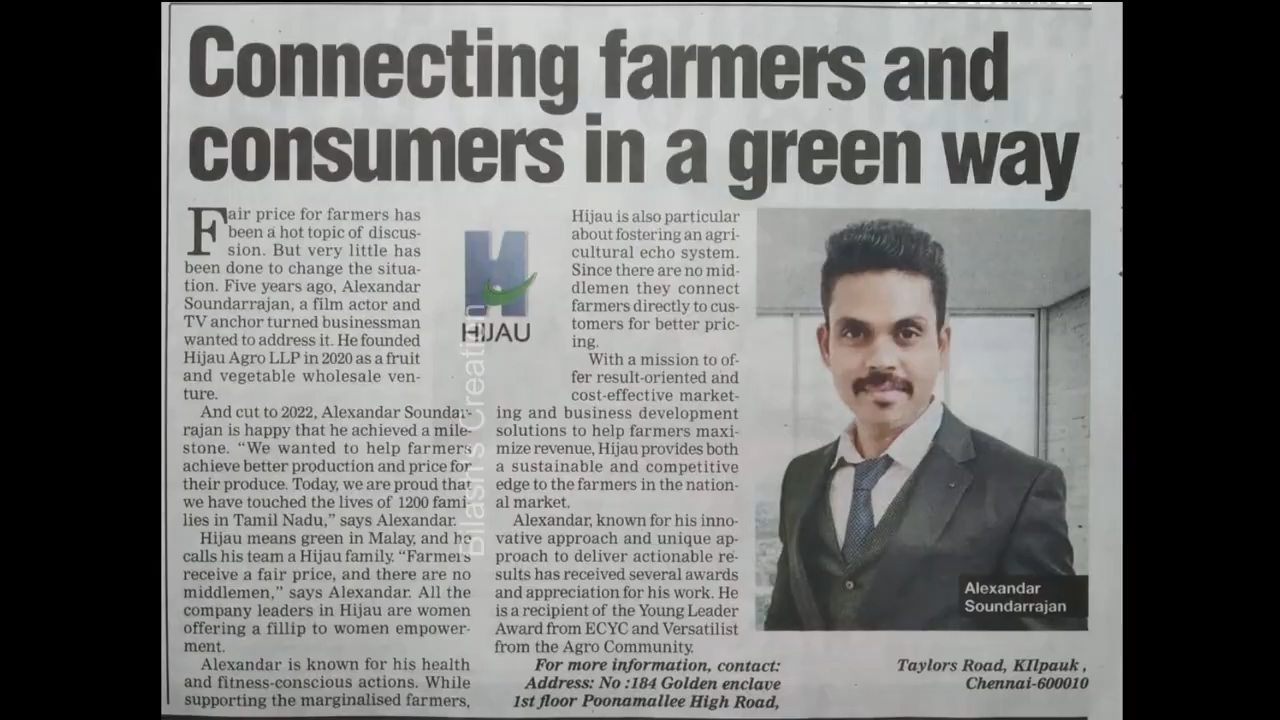 Connecting farmers and
consumers in a green way
Fair price for farmers has
been a hot topic of discus-
sion. But very little has
been done to change the situa-
tion. Five years ago, Alexandar
Soundarrajan, a film actor and
TV anchor turned businessman
wanted to address it. He founded
Hijau Agro LLP in 2020 as a fruit
and vegetable wholesale ven-
ture.
And cut to 2022, Alexandar Soundar-
rajan is happy that he achieved a mile-
stone. “We wanted to help farmers
achieve better production and price for
their produce. Today, we are proud that
we have touched the lives of 1200 fami-
lies in Tamil Nadu,” says Alexandar.
Hijau means green in Malay, and he
calls his team a Hijau family. “Farmers
receive a fair price, and there are no
middlemen,” says Alexandar. All the
company leaders in Hijau are women
offering a fillip to women empower-
ment.
Alexandar is known for his health
and fitness-conscious actions. While
supporting the marginalised farmers,
HIJAU
Bilash's Creation
Hijau is also particular
about fostering an agri-
cultural echo system.
Since there are no mid-
dlemen they connect
farmers directly to cus-
tomers for better pric-
ing.
With a mission to of-
fer result-oriented and
cost-effective market-
ing and business development
solutions to help farmers maxi-
mize revenue, Hijau provides both
a sustainable and competitive
edge to the farmers in the nation-
al market.
Alexandar, known for his inno-
vative approach and unique ap-
proach to deliver actionable re-
sults has received several awards
and appreciation for his work. He
is a recipient of the Young Leader
Award from ECYC and Versatilist
from the Agro Community.
For more information, contact:
Address: No :184 Golden enclave
1st floor Poonamallee High Road,
Alexandar
Soundarrajan
Taylors Road, KIlpauk ,
Chennai-600010